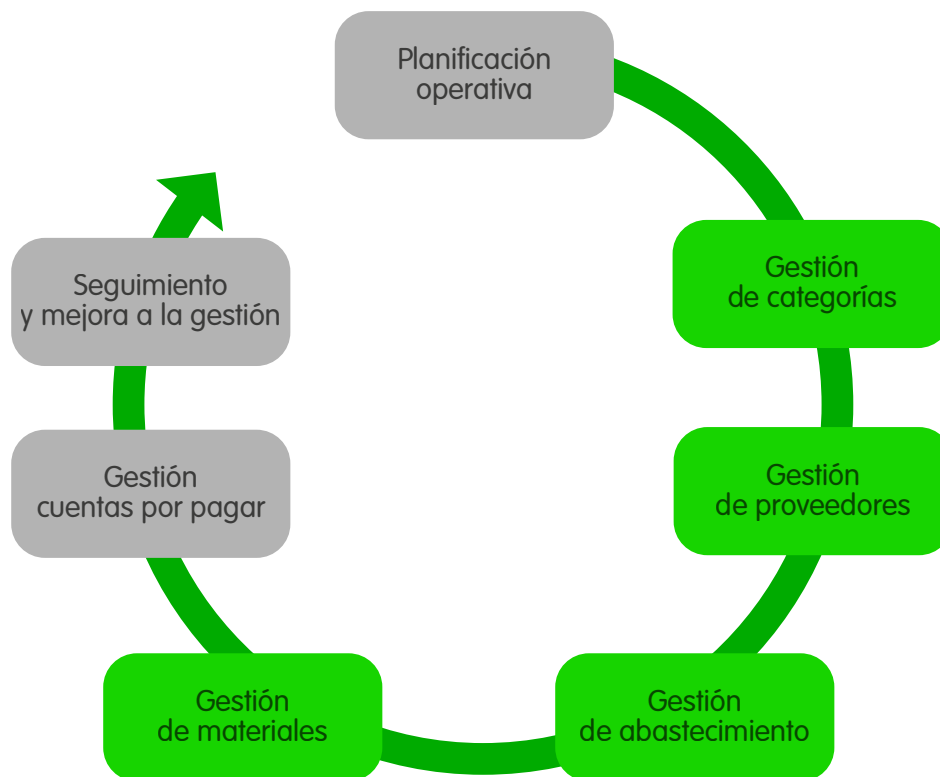 Planificación
operativa
Gestión
de categorías
Gestión
de proveedores
Gestión
de abastecimiento
Gestión
de materiales
Gestión
cuentas por pagar
Seguimiento
y mejora a la gestión